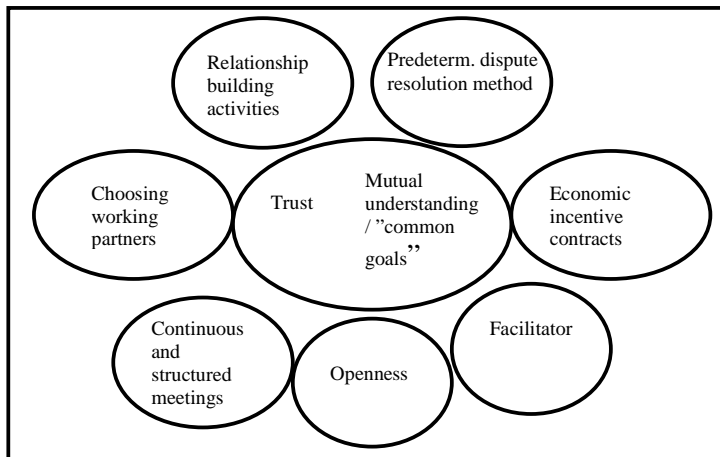 Relationship
building
activities
Predeterm. dispute
resolution method
Choosing
working
partners
Trust
Mutual
understanding
/ ”common
goals”
Economic
incentive
contracts
Continuous
and
structured
meetings
Openness
Facilitator